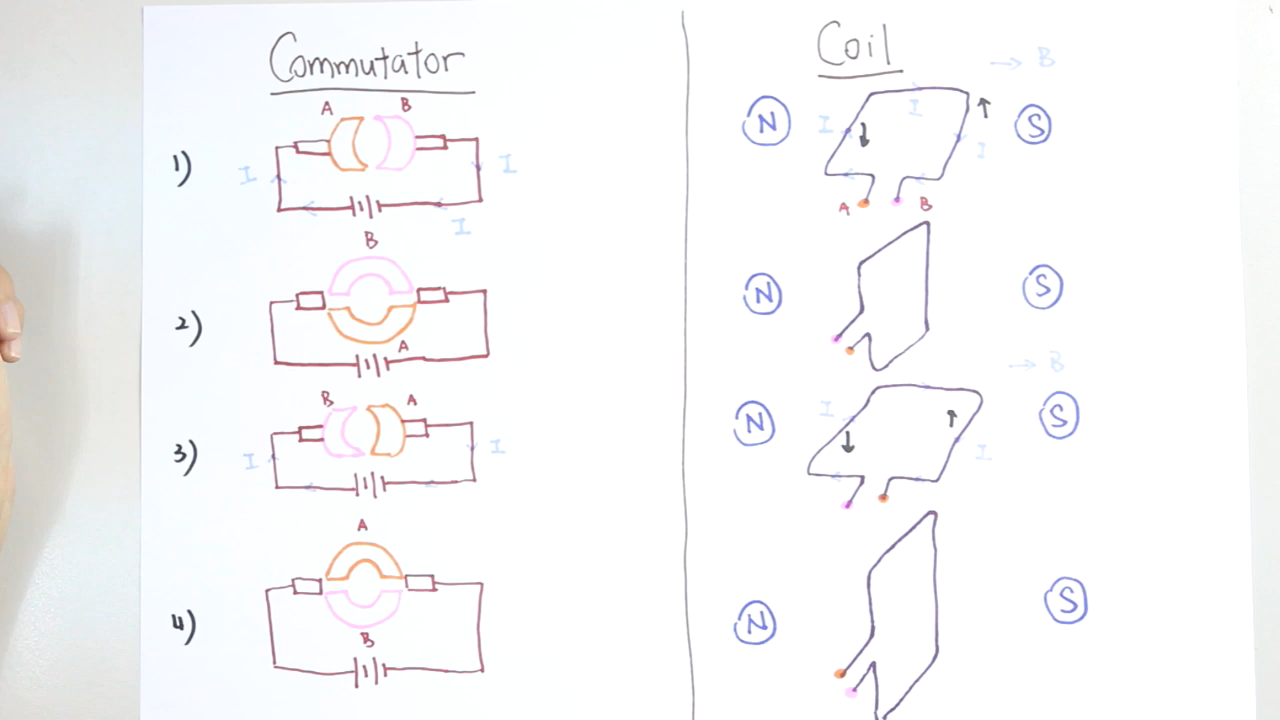 Commutator
Coil
→ B
A B
1)
I I
I
N S
I I
I
A B
B
2)
A
N S
→ B
B A
3)
I I
N S
I
I
A
4)
B
N S